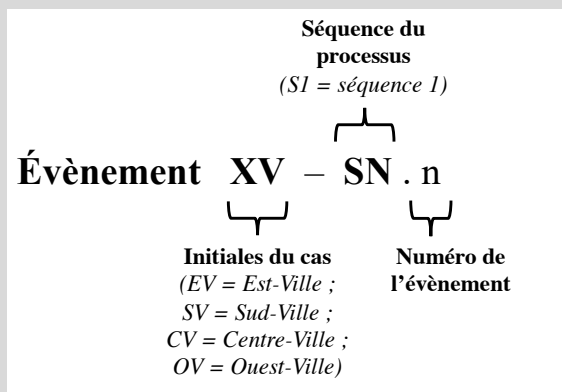 Séquence du
processus
(S1 = séquence 1)
Évènement XV – SN . n
Initiales du cas
(EV = Est-Ville ;
SV = Sud-Ville ;
CV = Centre-Ville ;
OV = Ouest-Ville)
Numéro de
l’évènement